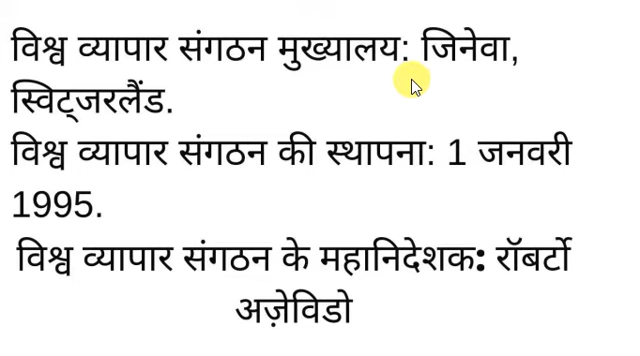 विश्व व्यापार संगठन मुख्यालय: जिनेवा,
स्विट्जरलैंड.
विश्व व्यापार संगठन की स्थापना: 1 जनवरी
1995.
विश्व व्यापार संगठन के महानिदेशक: रॉबर्टो
अज़ेविडो